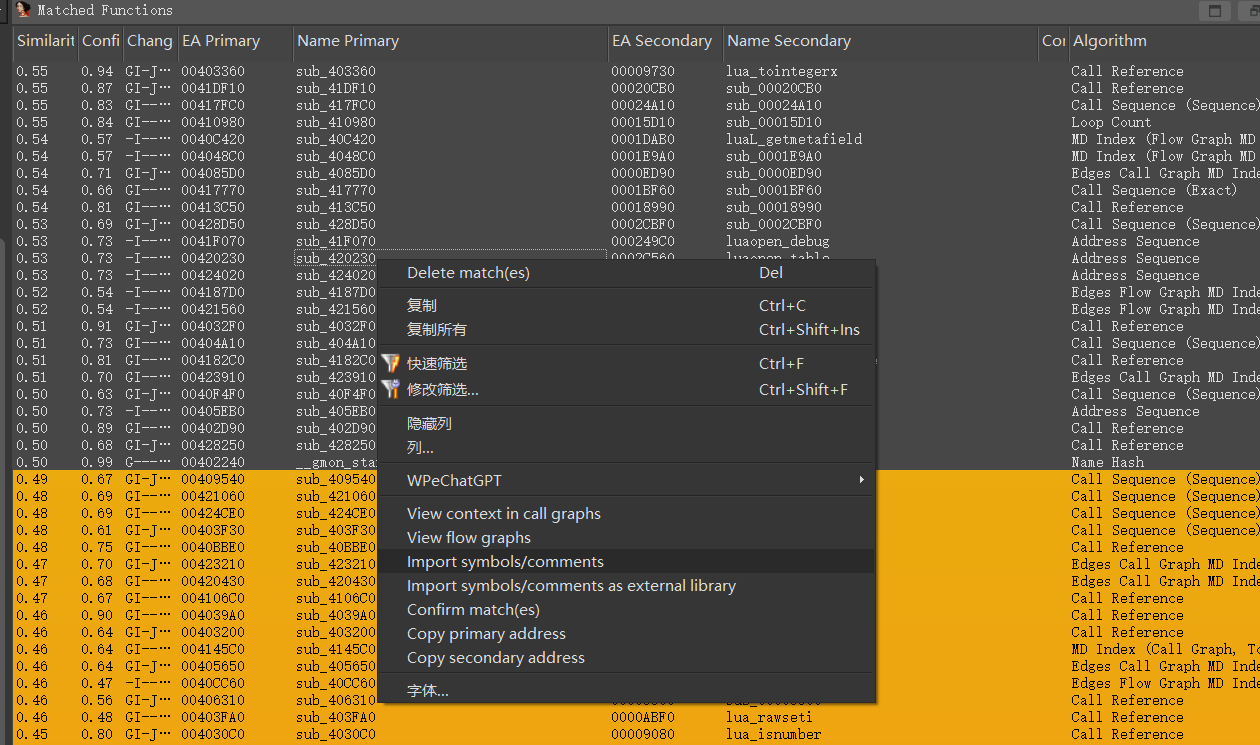 Matched Functions
Similarit Confi Chang EA Primary Name Primary EA Secondary Name Secondary Cor Algorithm
0.55 0.94 GI-J··· 00403360 sub_403360 00009730 lua_tointegerx Call Reference
0.55 0.87 GI-J··· 0041DF10 sub_41DF10 00020CB0 sub_00020CB0 Call Reference
0.55 0.83 GI--··· 00417FC0 sub_417FC0 00024A10 sub_00024A10 Call Sequence (Sequence)
0.55 0.84 GI--··· 00410980 sub_410980 00015D10 sub_00015D10 Loop Count
0.54 0.57 -I--··· 0040C420 sub_40C420 0001DAB0 luaL_getmetafield MD Index (Flow Graph MD
0.54 0.57 -I--··· 004048C0 sub_4048C0 0001E9A0 sub_0001E9A0 MD Index (Flow Graph MD
0.54 0.71 GI-J··· 004085D0 sub_4085D0 0000ED90 sub_0000ED90 Edges Call Graph MD Inde
0.54 0.66 GI--··· 00417770 sub_417770 0001BF60 sub_0001BF60 Call Sequence (Exact)
0.54 0.81 GI--··· 00413C50 sub_413C50 00018990 sub_00018990 Call Reference
0.53 0.69 GI-J··· 00428D50 sub_428D50 0002CBF0 sub_0002CBF0 Call Sequence (Sequence)
0.53 0.73 -I--··· 0041F070 sub_41F070 000249C0 luaopen_debug Address Sequence
0.53 0.73 -I--··· 00420230 sub_420230 0002C560 luaopen_table Address Sequence
0.53 0.73 -I--··· 00424020 sub_424020 Address Sequence
0.52 0.54 -I--··· 004187D0 sub_4187D0 Edges Flow Graph MD Inde
0.52 0.54 -I--··· 00421560 sub_421560 Edges Flow Graph MD Inde
0.51 0.91 GI-J··· 004032F0 sub_4032F0 Call Reference
0.51 0.73 GI--··· 00404A10 sub_404A10 Call Sequence (Sequence)
0.51 0.81 GI--··· 004182C0 sub_4182C0 Call Reference
0.51 0.70 GI--··· 00423910 sub_423910 Edges Call Graph MD Inde
0.50 0.63 GI-J··· 0040F4F0 sub_40F4F0 Call Sequence (Sequence)
0.50 0.73 -I--··· 00405EB0 sub_405EB0 Address Sequence
0.50 0.89 GI--··· 00402D90 sub_402D90 Call Reference
0.50 0.68 GI-J··· 00428250 sub_428250 Call Reference
0.50 0.99 G---··· 00402240 __gmon_sta Name Hash
0.49 0.67 GI-J··· 00409540 sub_409540 Call Sequence (Sequence)
0.48 0.69 GI--··· 00421060 sub_421060 Call Sequence (Sequence)
0.48 0.69 GI--··· 00424CE0 sub_424CE0 Call Sequence (Sequence)
0.48 0.61 GI-J··· 00403F30 sub_403F30 Call Sequence (Sequence)
0.48 0.75 GI--··· 0040BBE0 sub_40BBE0 Call Reference
0.47 0.70 GI--··· 00423210 sub_423210 Edges Call Graph MD Inde
0.47 0.68 GI--··· 00420430 sub_420430 Edges Call Graph MD Inde
0.47 0.67 GI--··· 004106C0 sub_4106C0 Call Reference
0.46 0.90 GI--··· 004039A0 sub_4039A0 Call Reference
0.46 0.64 GI-J··· 00403200 sub_403200 Call Reference
0.46 0.64 GI--··· 004145C0 sub_4145C0 MD Index (Call Graph, To
0.46 0.64 GI-J··· 00405650 sub_405650 Edges Call Graph MD Inde
0.46 0.47 -I-J··· 0040CC60 sub_40CC60 Edges Flow Graph MD Inde
0.46 0.56 GI-J··· 00406310 sub_406310 Call Reference
0.46 0.48 GI--··· 00403FA0 sub_403FA0 0000ABF0 lua_rawseti Call Reference
0.45 0.80 GI-J··· 004030C0 sub_4030C0 00009080 lua_isnumber Call Reference
Delete match(es) Del
复制 Ctrl+C
复制所有 Ctrl+Shift+Ins
快速筛选 Ctrl+F
修改筛选... Ctrl+Shift+F
隐藏列
列...
WPeChatGPT
View context in call graphs
View flow graphs
Import symbols/comments
Import symbols/comments as external library
Confirm match(es)
Copy primary address
Copy secondary address
字体...